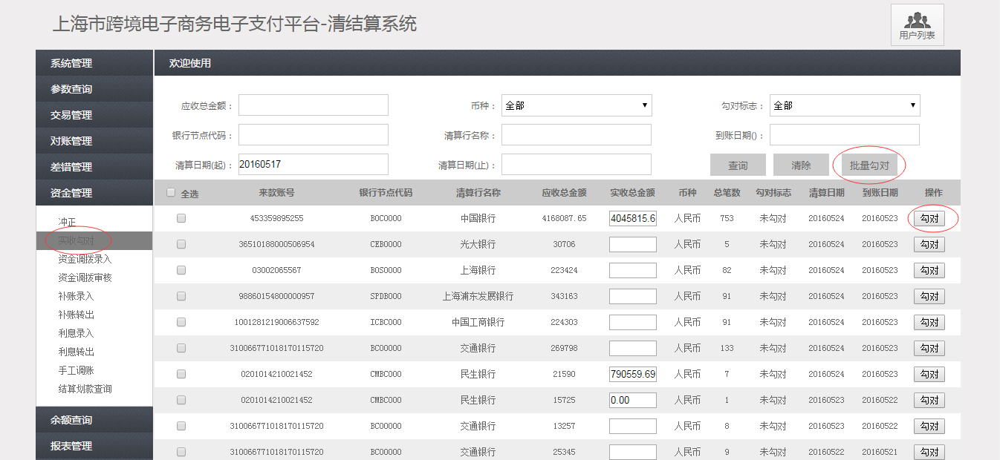 上海市跨境电子商务电子支付平台-清结算系统
用户列表
系统管理
参数查询
交易管理
对账管理
差错管理
资金管理
冲正
实收勾对
资金调拨录入
资金调拨审核
补账录入
补账转出
利息录入
利息转出
手工调账
结算划款查询
余额查询
报表管理
欢迎使用
应收总金额： 币种： 全部 勾对标志： 全部
银行节点代码： 清算行名称： 到账日期()：
清算日期(起)： 20160517 清算日期(止)： 查询 清除 批量勾对
全选 来款账号 银行节点代码 清算行名称 应收总金额 实收总金额 币种 总笔数 勾对标志 清算日期 到账日期 操作
453359895255 BOC0000 中国银行 4168087.65 4045815.6 人民币 753 未勾对 20160524 20160523 勾对
36510188000506954 CEB0000 光大银行 30706 人民币 5 未勾对 20160524 20160523 勾对
03002065567 BOS0000 上海银行 223424 人民币 82 未勾对 20160524 20160523 勾对
98860154800000957 SPDB000 上海浦东发展银行 343163 人民币 91 未勾对 20160524 20160523 勾对
1001281219006637592 ICBC000 中国工商银行 224303 人民币 91 未勾对 20160524 20160523 勾对
310066771018170115720 BC00000 交通银行 269798 人民币 133 未勾对 20160524 20160523 勾对
0201014210021452 CMBC000 民生银行 21590 790559.69 人民币 7 未勾对 20160524 20160523 勾对
0201014210021452 CMBC000 民生银行 15725 0.00 人民币 1 未勾对 20160523 20160522 勾对
310066771018170115720 BC00000 交通银行 13257 人民币 8 未勾对 20160523 20160522 勾对
310066771018170115720 BC00000 交通银行 25345 人民币 9 未勾对 20160522 20160521 勾对